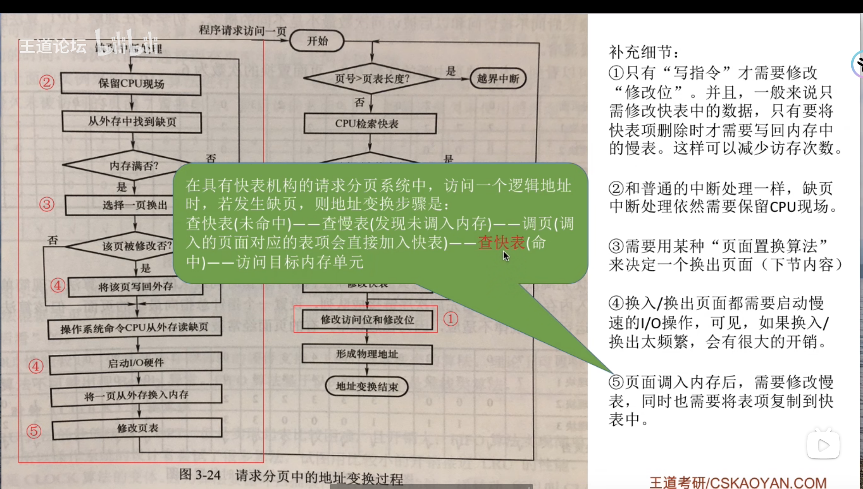 王道论坛
程序请求访问一页
开始
页号>页表长度?
是
越界中断
否
CPU检索快表
是
② 保留CPU现场
从外存中找到缺页
内存满否?
否
是
③ 选择一页换出
该页被修改否?
否
是
④ 将该页写回外存
操作系统命令CPU从外存读缺页
④ 启动I/O硬件
将一页从外存换入内存
⑤ 修改页表
修改快表
修改访问位和修改位 ①
形成物理地址
地址变换结束
图 3-24 请求分页中的地址变换过程
在具有快表机构的请求分页系统中，访问一个逻辑地址
时，若发生缺页，则地址变换步骤是：
查快表(未命中)——查慢表(发现未调入内存)——调页(调
入的页面对应的表项会直接加入快表)——查快表(命
中)——访问目标内存单元
补充细节：
①只有“写指令”才需要修改
“修改位”。并且，一般来说只
需修改快表中的数据，只有要将
快表项删除时才需要写回内存中
的慢表。这样可以减少访存次数。
②和普通的中断处理一样，缺页
中断处理依然需要保留CPU现场。
③需要用某种“页面置换算法”
来决定一个换出页面（下节内容）
④换入/换出页面都需要启动慢
速的I/O操作，可见，如果换入/
换出太频繁，会有很大的开销。
⑤页面调入内存后，需要修改慢
表，同时也需要将表项复制到快
表中。
王道考研/CSKAOYAN.COM